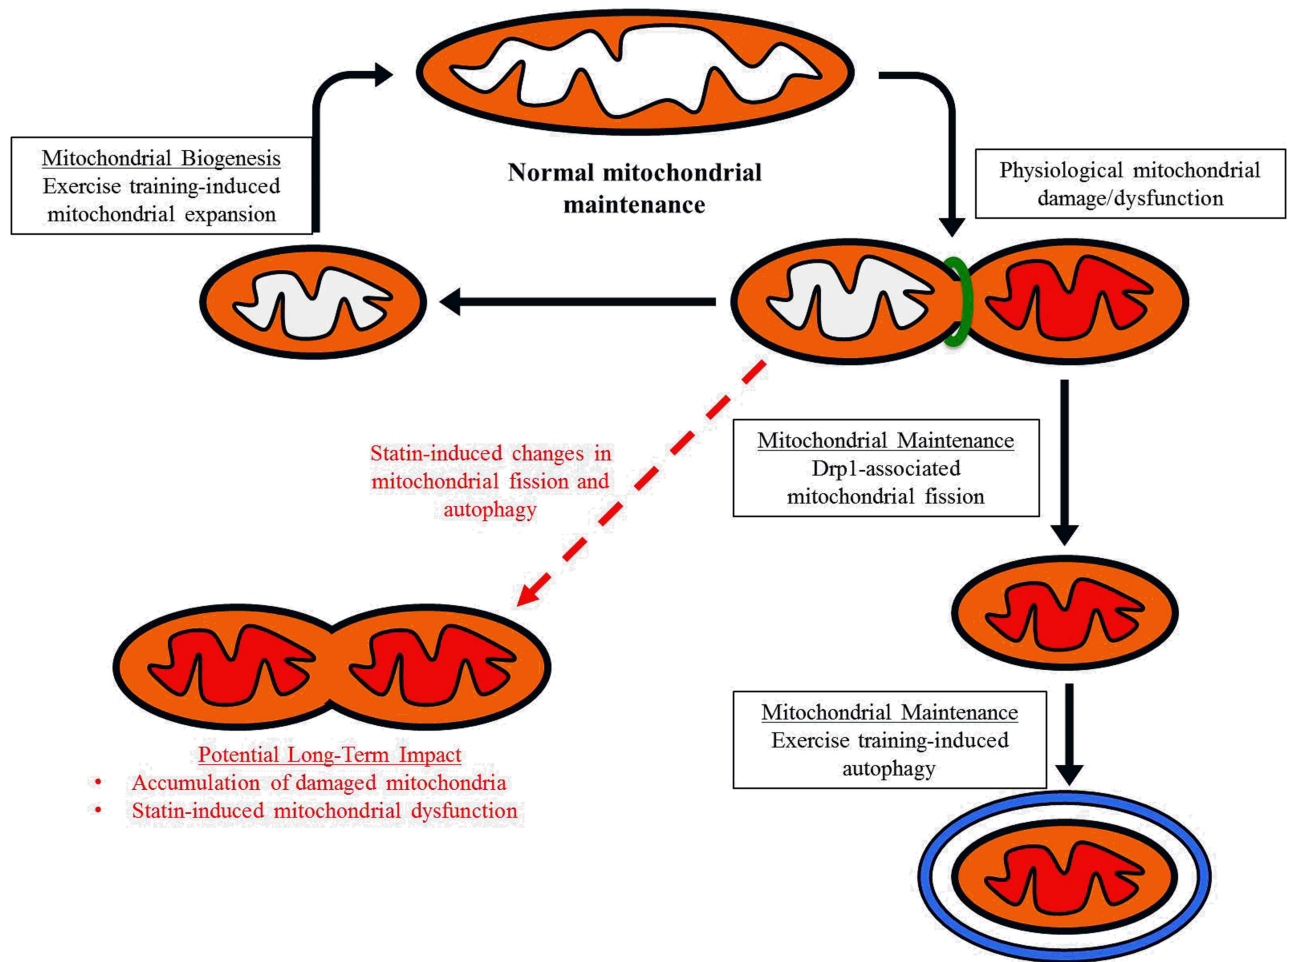 Mitochondrial Biogenesis
Exercise training-induced
mitochondrial expansion
Normal mitochondrial
maintenance
Physiological mitochondrial
damage/dysfunction
Statin-induced changes in
mitochondrial fission and
autophagy
Mitochondrial Maintenance
Drp1-associated
mitochondrial fission
Mitochondrial Maintenance
Exercise training-induced
autophagy
Potential Long-Term Impact
• Accumulation of damaged mitochondria
• Statin-induced mitochondrial dysfunction